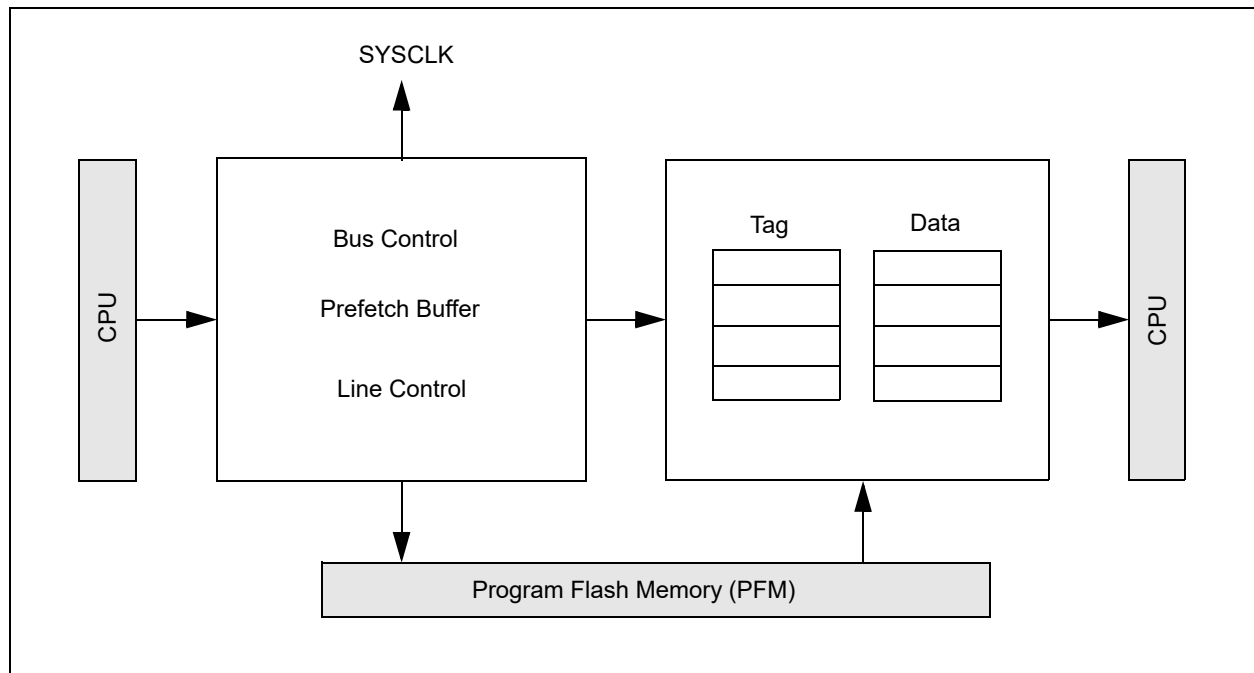 SYSCLK
CPU
Bus Control
Prefetch Buffer
Line Control
Tag
Data
CPU
Program Flash Memory (PFM)